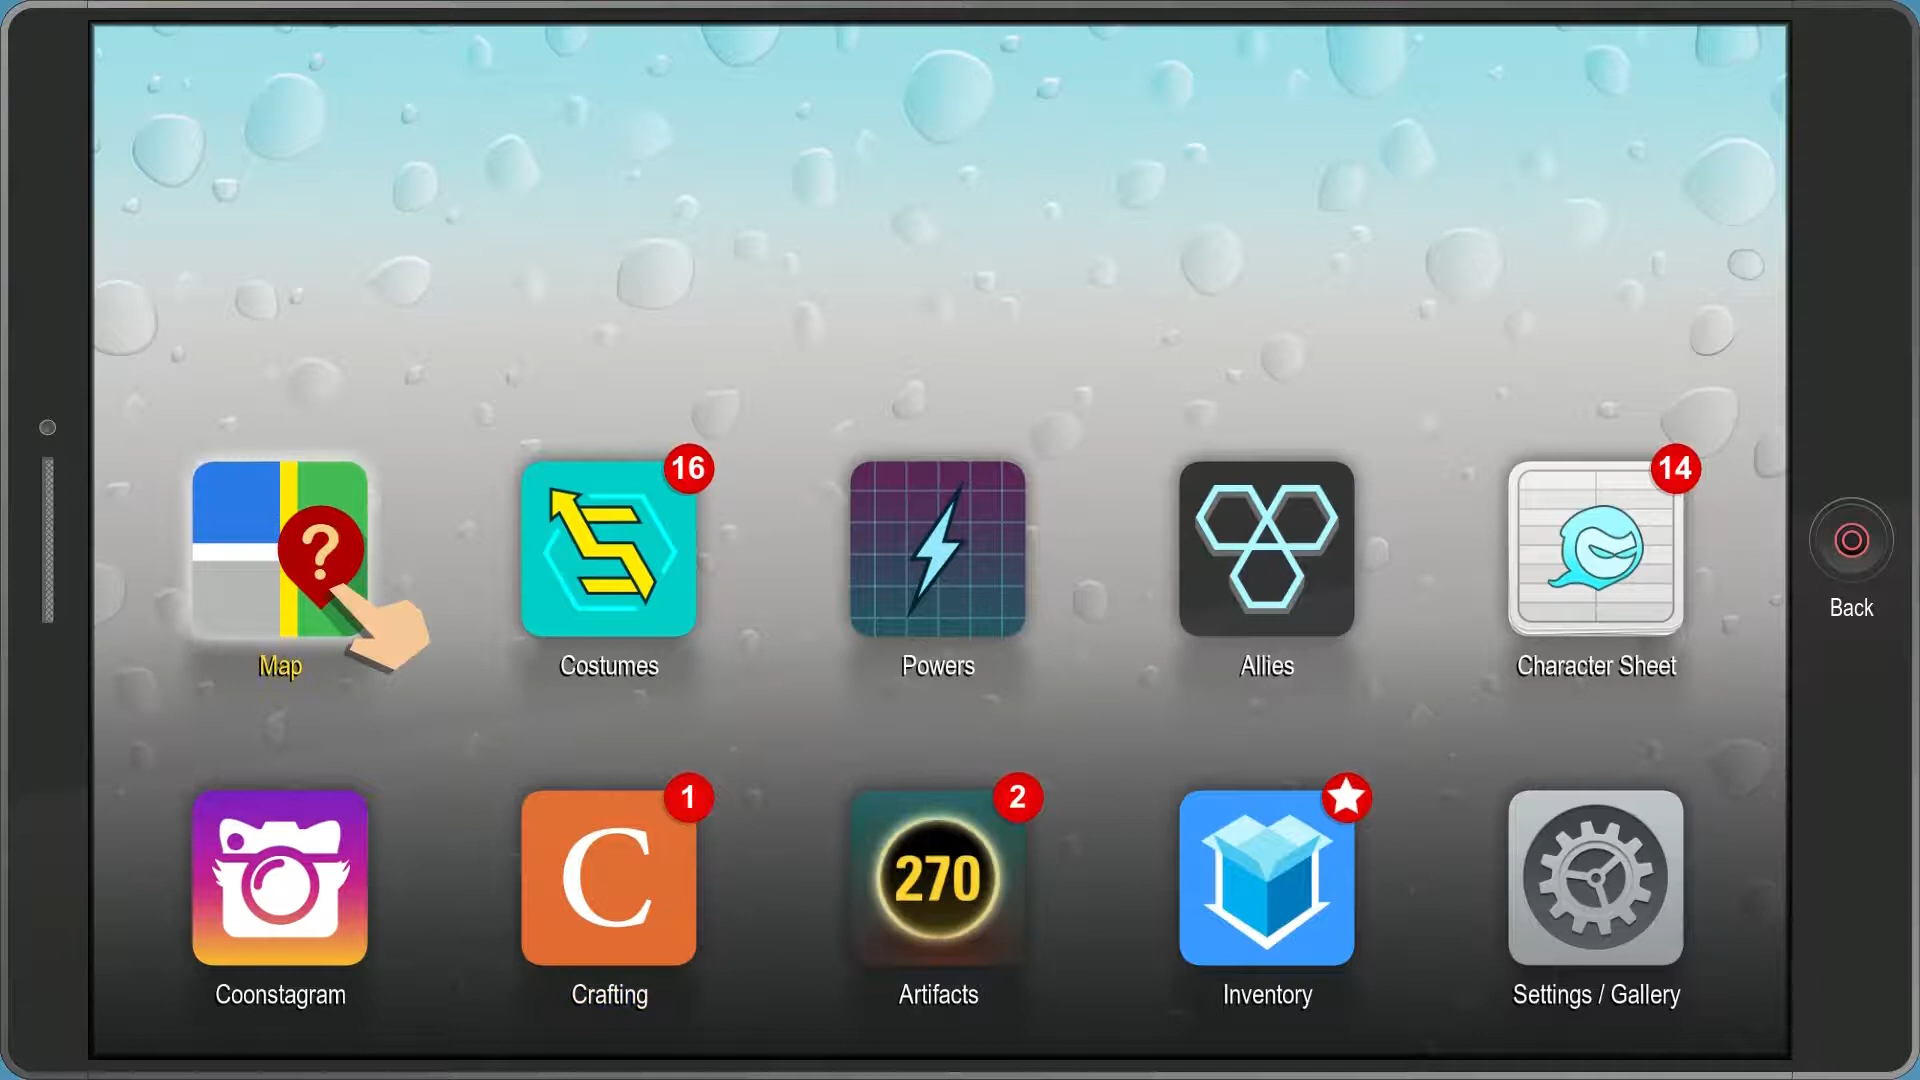 16
14
?
Map
Costumes
Powers
Allies
Character Sheet
Back
1
2
C
270
Coonstagram
Crafting
Artifacts
Inventory
Settings / Gallery